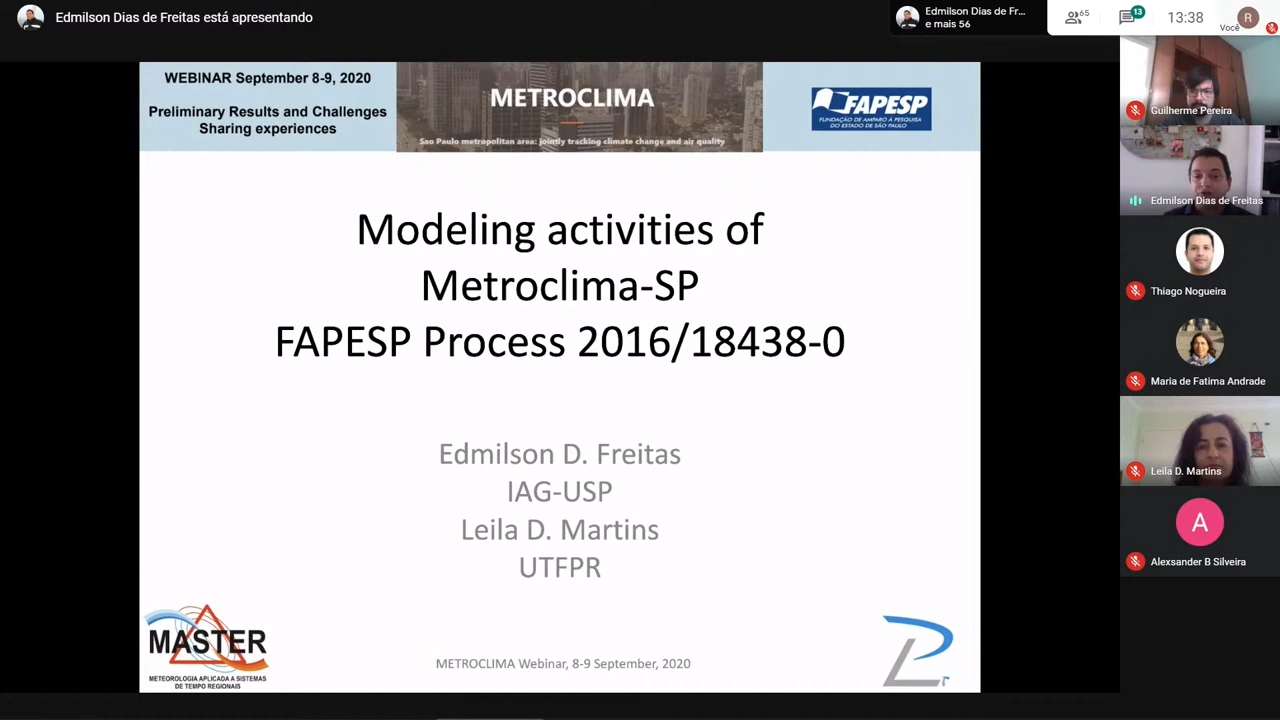 Edmilson Dias de Freitas está apresentando
Edmilson Dias de Fr...
e mais 56
65
13
13:38
R
Você
WEBINAR September 8-9, 2020
Preliminary Results and Challenges
Sharing experiences
METROCLIMA
Sao Paulo metropolitan area: jointly tracking climate change and air quality
FAPESP
FUNDAÇÃO DE AMPARO À PESQUISA
DO ESTADO DE SÃO PAULO
Modeling activities of
Metroclima-SP
FAPESP Process 2016/18438-0
Edmilson D. Freitas
IAG-USP
Leila D. Martins
UTFPR
MASTER
METEOROLOGIA APLICADA A SISTEMAS
DE TEMPO REGIONAIS
METROCLIMA Webinar, 8-9 September, 2020
Guilherme Pereira
Edmilson Dias de Freitas
Thiago Nogueira
Maria de Fatima Andrade
Leila D. Martins
A
Alexsander B Silveira